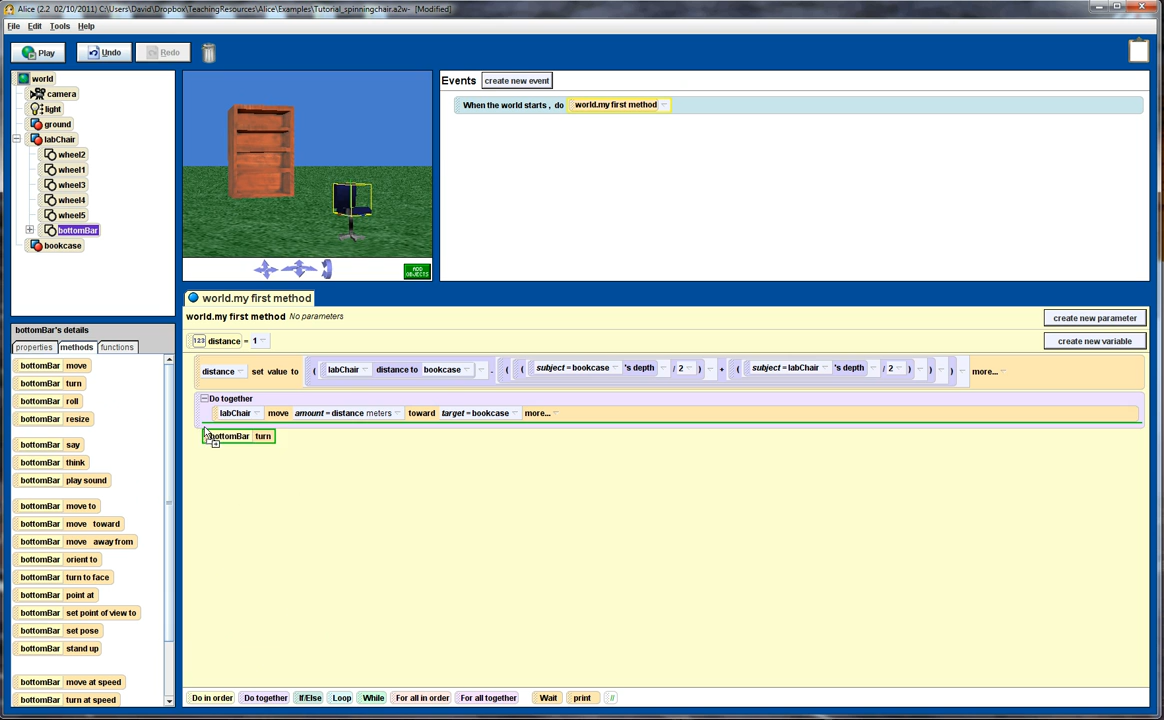 Alice (2.2 02/10/2011) C:\Users\David\Dropbox\TeachingResources\Alice\Examples\Tutorial_spinningchair.a2w- [Modified]
File Edit Tools Help
Play Undo Redo
world
camera
light
ground
labChair
wheel2
wheel1
wheel3
wheel4
wheel5
bottomBar
bookcase
ADD OBJECTS
Events create new event
When the world starts , do world.my first method
bottomBar's details
properties methods functions
bottomBar move
bottomBar turn
bottomBar roll
bottomBar resize
bottomBar say
bottomBar think
bottomBar play sound
bottomBar move to
bottomBar move toward
bottomBar move away from
bottomBar orient to
bottomBar turn to face
bottomBar point at
bottomBar set point of view to
bottomBar set pose
bottomBar stand up
bottomBar move at speed
bottomBar turn at speed
world.my first method
world.my first method No parameters create new parameter
123 distance = 1 create new variable
distance set value to ( labChair distance to bookcase - ( ( subject = bookcase 's depth / 2 ) + ( subject = labChair 's depth / 2 ) ) ) more...
Do together
labChair move amount = distance meters toward target = bookcase more...
bottomBar turn
Do in order Do together If/Else Loop While For all in order For all together Wait print //